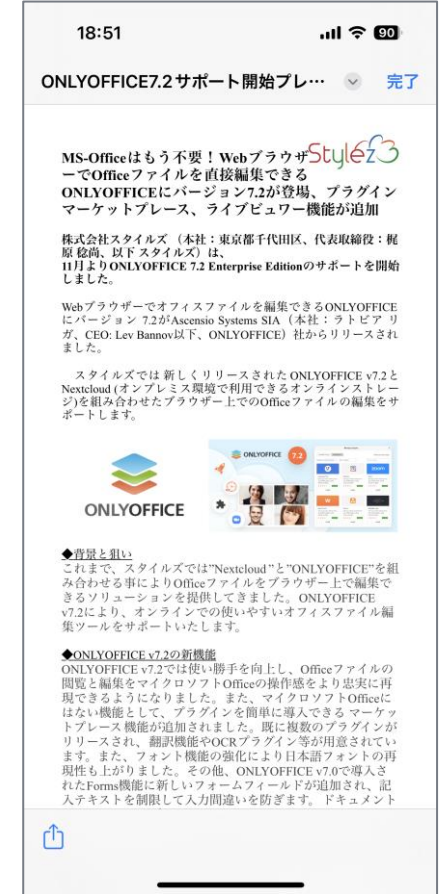 18:51
90
ONLYOFFICE7.2サポート開始プレ… 完了
Stylez
MS-Officeはもう不要！Webブラウザ
ーでOfficeファイルを直接編集できる
ONLYOFFICEにバージョン7.2が登場、プラグイン
マーケットプレース、ライブビュワー機能が追加
株式会社スタイルズ （本社：東京都千代田区、代表取締役：梶
原 稔尚、以下 スタイルズ）は、
11月よりONLYOFFICE 7.2 Enterprise Editionのサポートを開始
しました。
Webブラウザーでオフィスファイルを編集できるONLYOFFICE
にバージョン 7.2がAscensio Systems SIA（本社：ラトビア リ
ガ、CEO: Lev Bannov以下、ONLYOFFICE）社からリリースされ
ました。
スタイルズでは 新しくリリースされた ONLYOFFICE v7.2と
Nextcloud (オンプレミス環境で利用できるオンラインストレー
ジ)を組み合わせたブラウザー上でのOfficeファイルの編集をサ
ポートします。
ONLYOFFICE
ONLYOFFICE 7.2
zoom
◆背景と狙い
これまで、スタイルズでは”Nextcloud ”と”ONLYOFFICE”を組
み合わせる事によりOfficeファイルをブラウザー上で編集で
きるソリューションを提供してきました。ONLYOFFICE
v7.2により、オンラインでの使いやすいオフィスファイル編
集ツールをサポートいたします。
◆ONLYOFFICE v7.2の新機能
ONLYOFFICE v7.2では使い勝手を向上し、Officeファイルの
閲覧と編集をマイクロソフトOfficeの操作感をより忠実に再
現できるようになりました。また、マイクロソフトOfficeに
はない機能として、プラグインを簡単に導入できる マーケッ
トプレース 機能が追加されました。既に複数のプラグインが
リリースされ、翻訳機能やOCRプラグイン等が用意されてい
ます。また、フォント機能の強化により日本語フォントの再
現性も上がりました。その他、ONLYOFFICE v7.0で導入さ
れたForms機能に新しいフォームフィールドが追加され、記
入テキストを制限して入力間違いを防ぎます。 ドキュメント